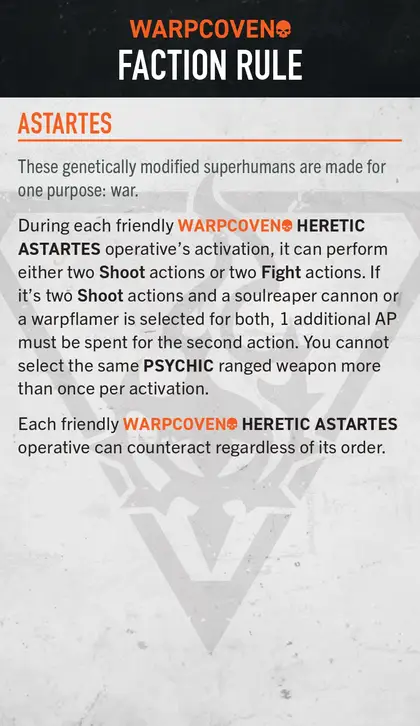 WARPCOVEN
FACTION RULE
ASTARTES
These genetically modified superhumans are made for
one purpose: war.
During each friendly WARPCOVEN HERETIC
ASTARTES operative’s activation, it can perform
either two Shoot actions or two Fight actions. If
it’s two Shoot actions and a soulreaper cannon or
a warpflamer is selected for both, 1 additional AP
must be spent for the second action. You cannot
select the same PSYCHIC ranged weapon more
than once per activation.
Each friendly WARPCOVEN HERETIC ASTARTES
operative can counteract regardless of its order.